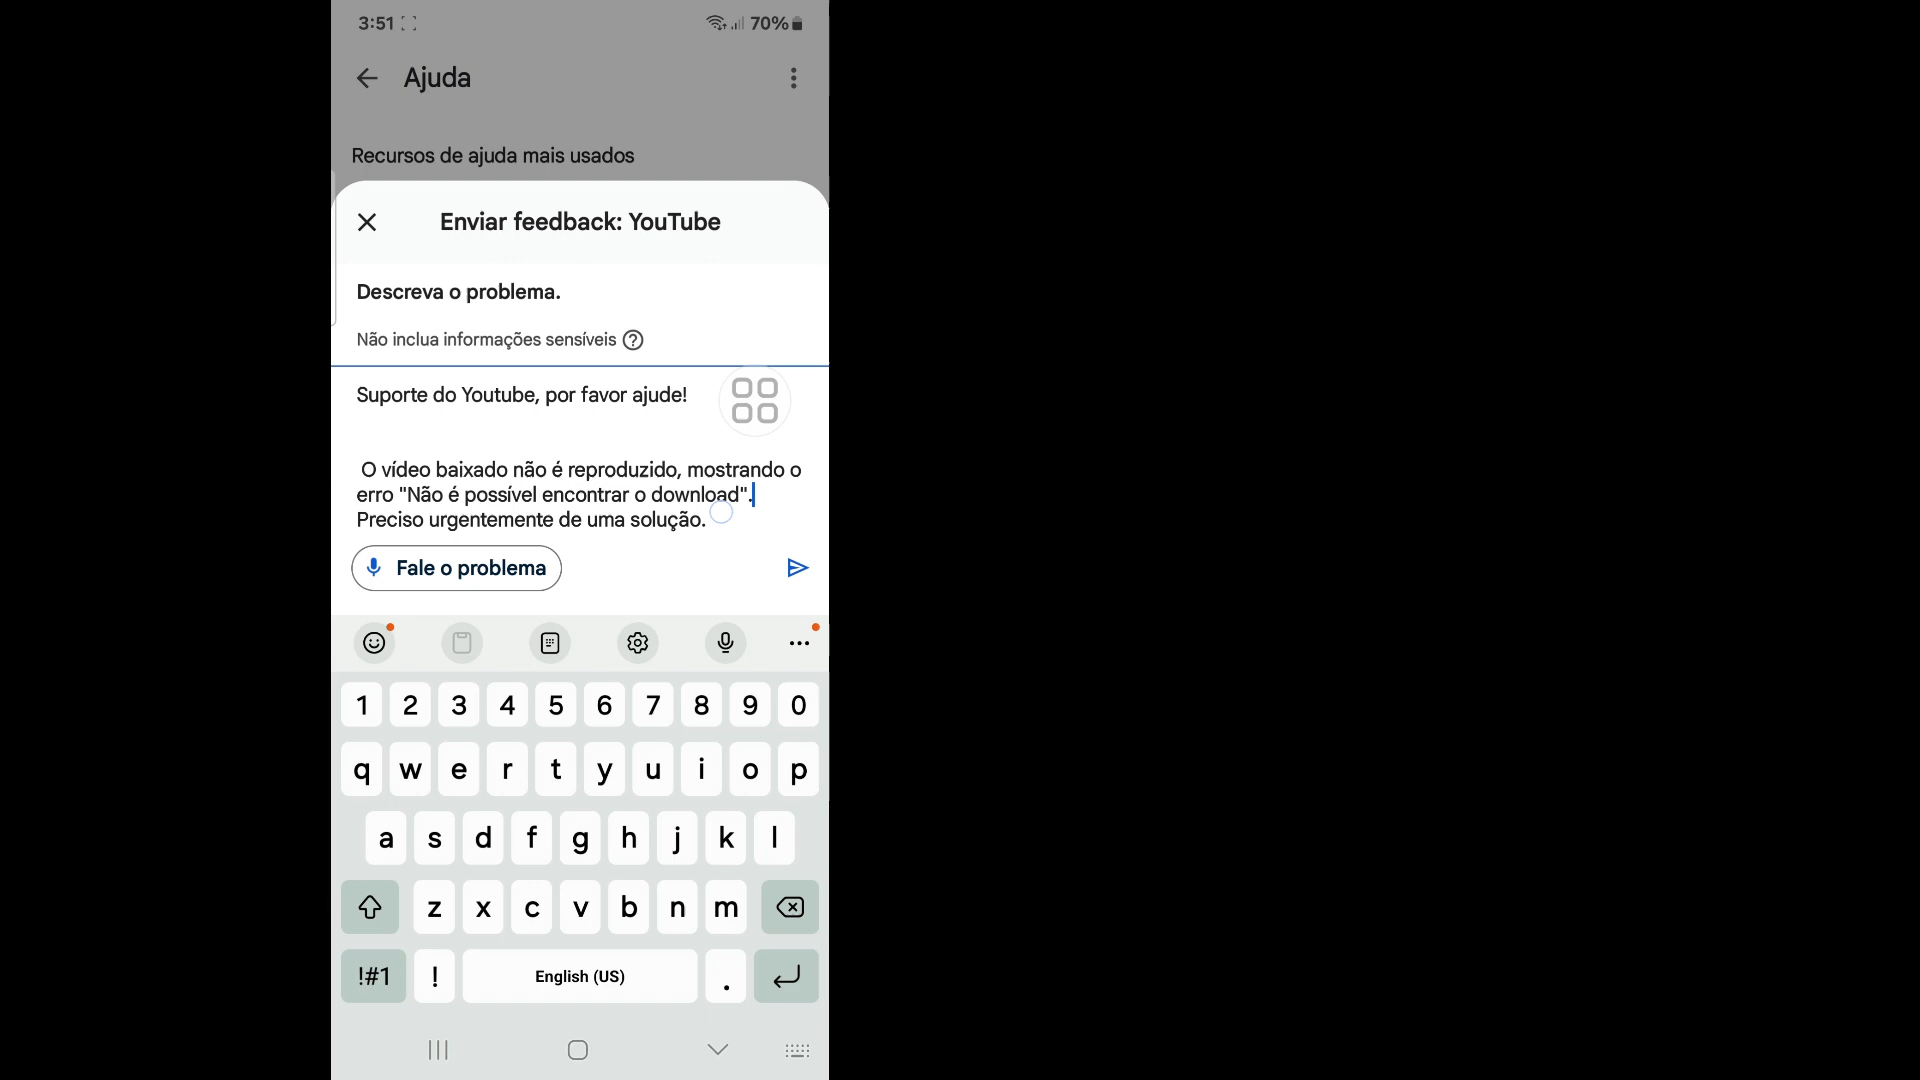 3:51 70%
Ajuda
Recursos de ajuda mais usados
Enviar feedback: YouTube
Descreva o problema.
Não inclua informações sensíveis
Suporte do Youtube, por favor ajude!
O vídeo baixado não é reproduzido, mostrando o
erro "Não é possível encontrar o download".
Preciso urgentemente de uma solução.
Fale o problema
1 2 3 4 5 6 7 8 9 0
q w e r t y u i o p
a s d f g h j k l
z x c v b n m
!#1 ! English (US) .